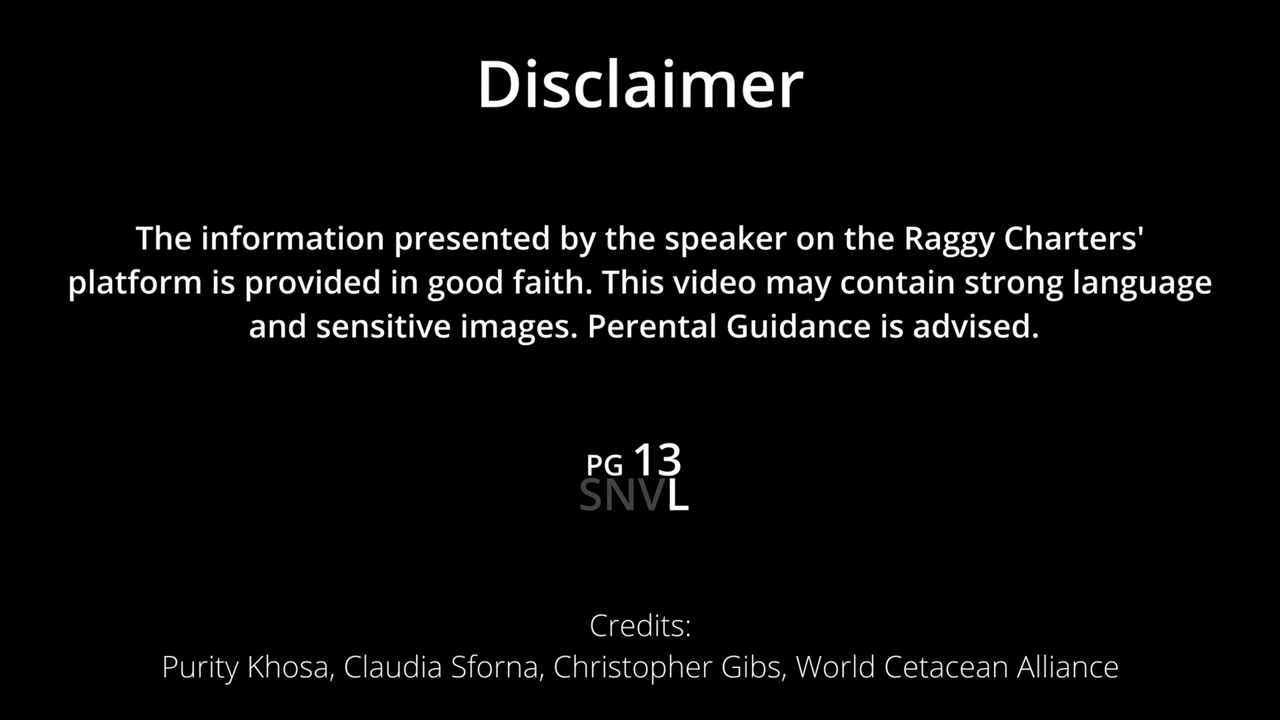 Disclaimer
The information presented by the speaker on the Raggy Charters'
platform is provided in good faith. This video may contain strong language
and sensitive images. Perental Guidance is advised.
PG 13
SNVL
Credits:
Purity Khosa, Claudia Sforna, Christopher Gibs, World Cetacean Alliance